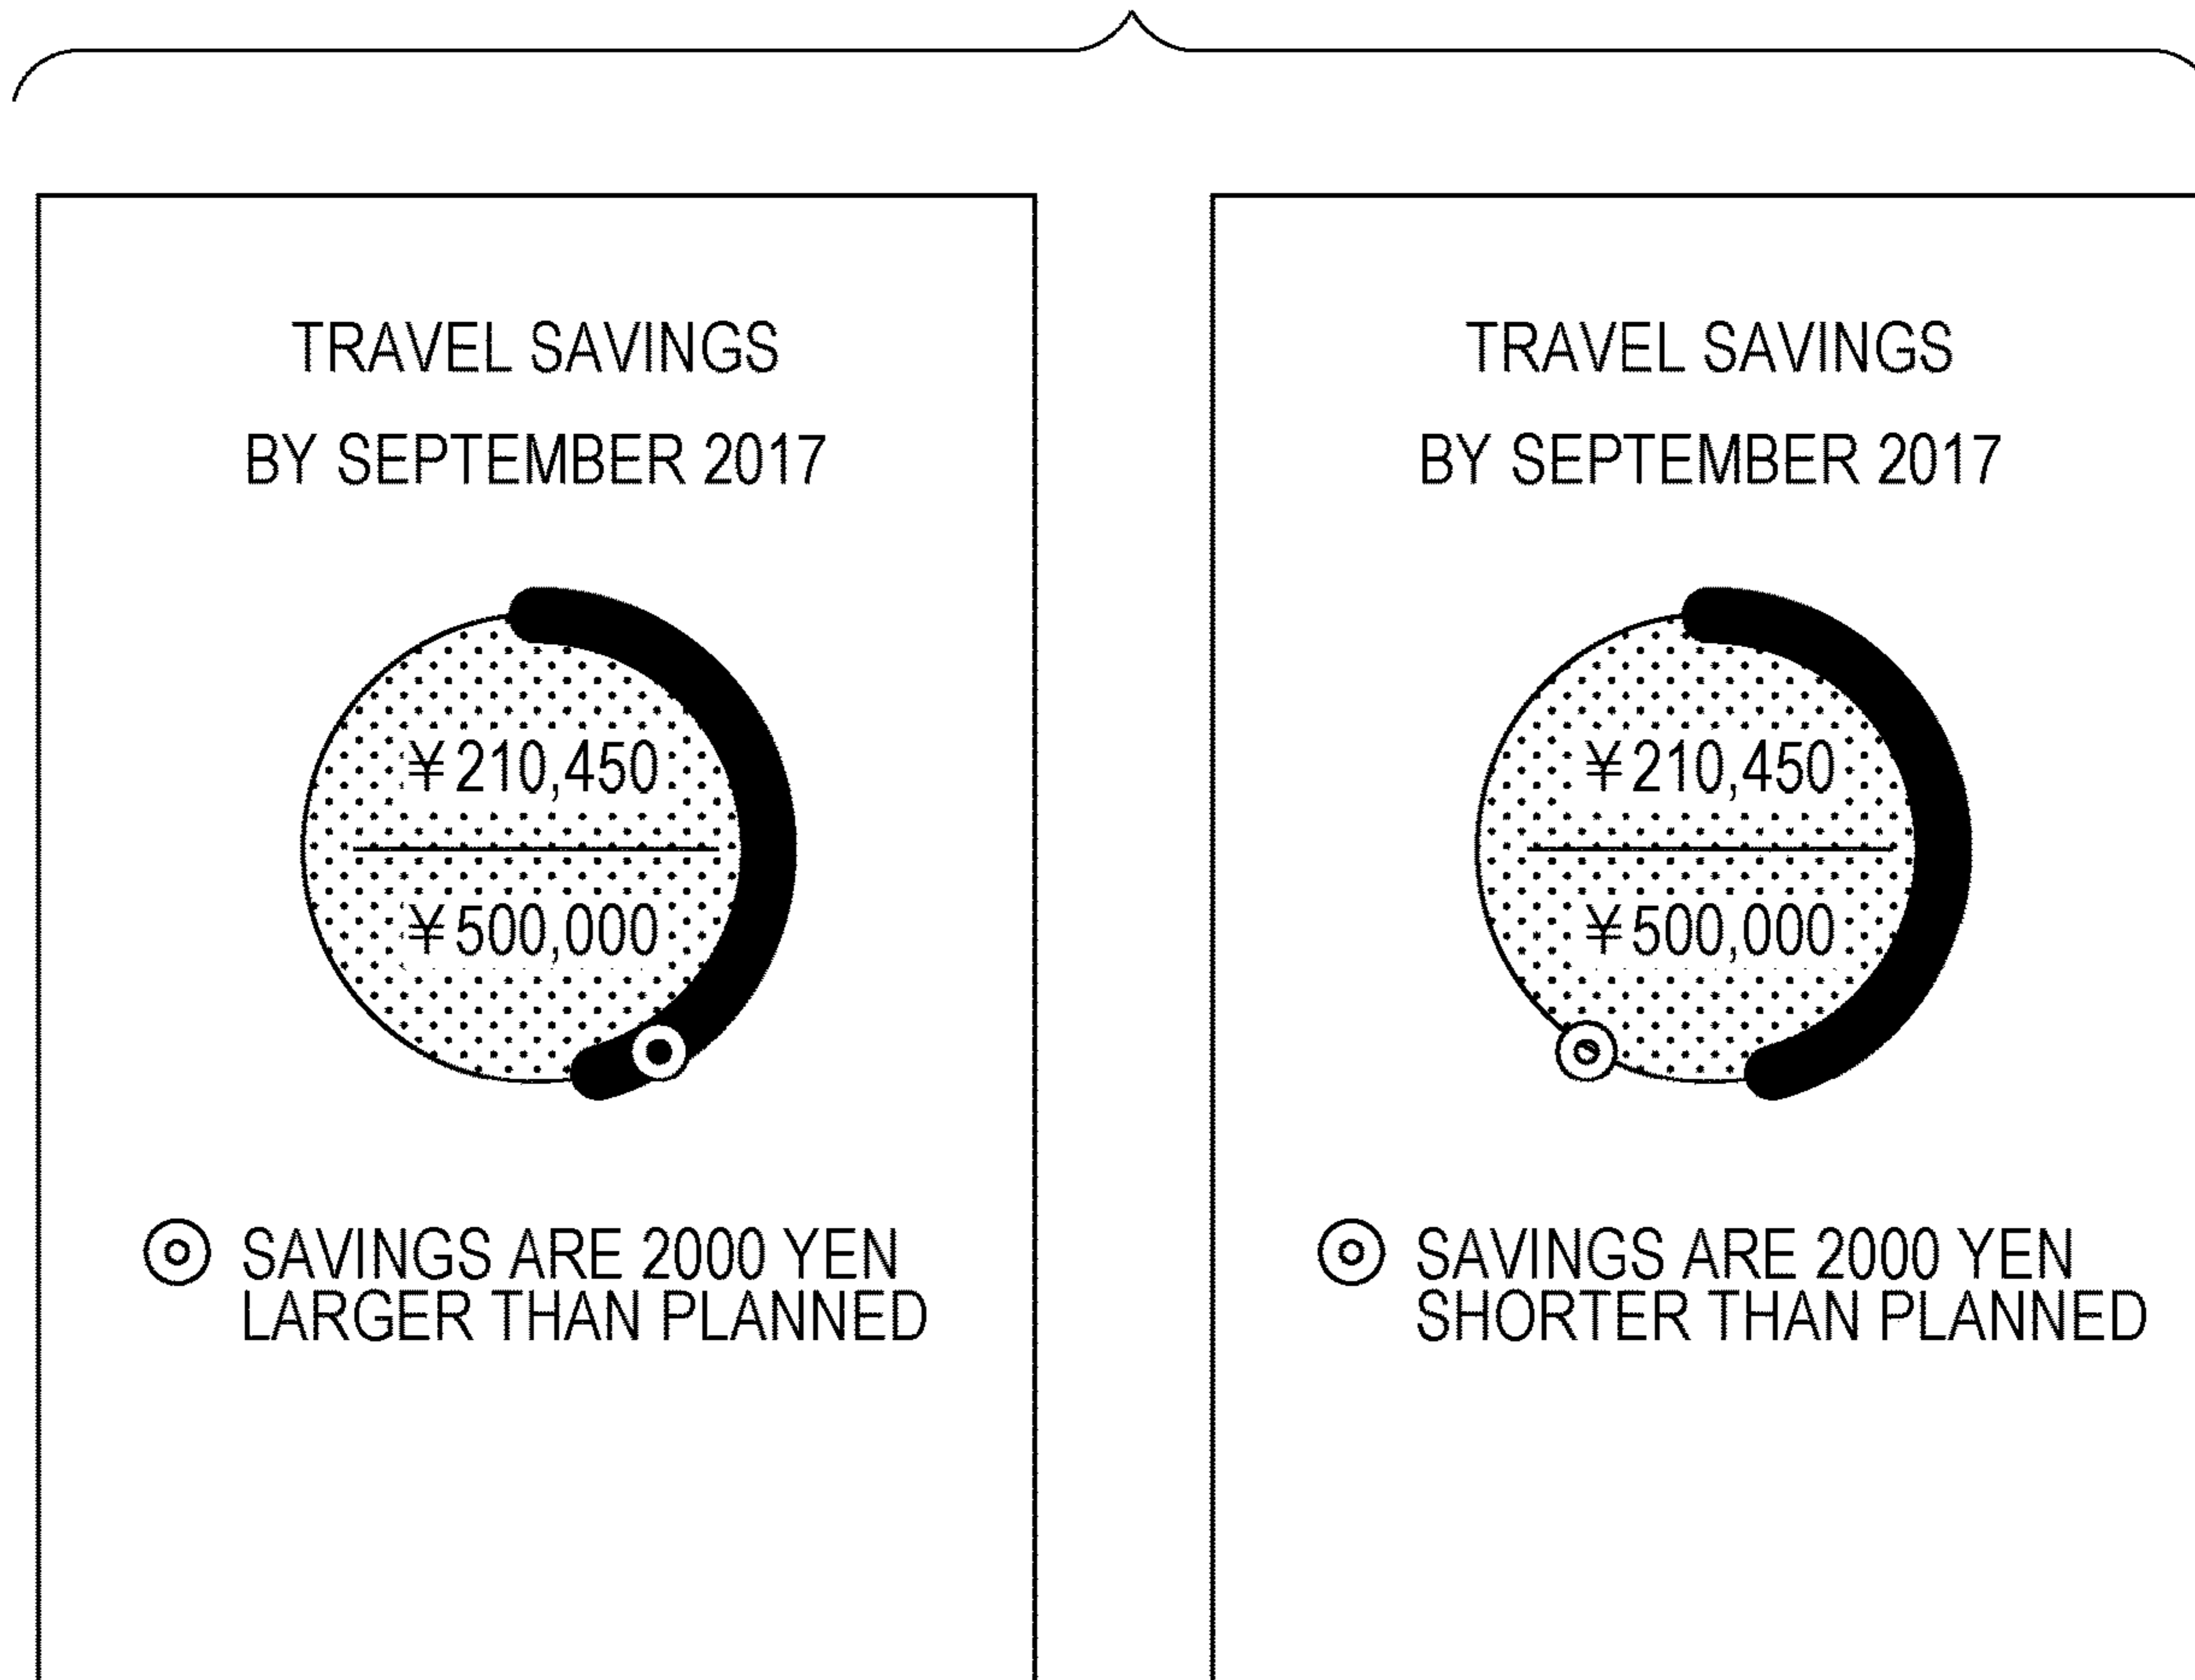 TRAVEL SAVINGS
BY SEPTEMBER 2017
¥210,450
¥500,000
SAVINGS ARE 2000 YEN
LARGER THAN PLANNED
TRAVEL SAVINGS
BY SEPTEMBER 2017
¥210,450
¥500,000
SAVINGS ARE 2000 YEN
SHORTER THAN PLANNED